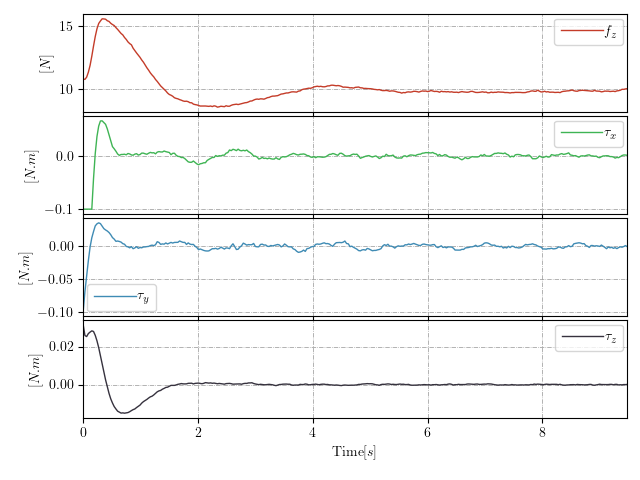 15
10
[N]
f_z
0.0
−0.1
[N.m]
τ_x
0.00
−0.05
−0.10
[N.m]
τ_y
0.02
0.00
[N.m]
τ_z
0 2 4 6 8
Time[s]